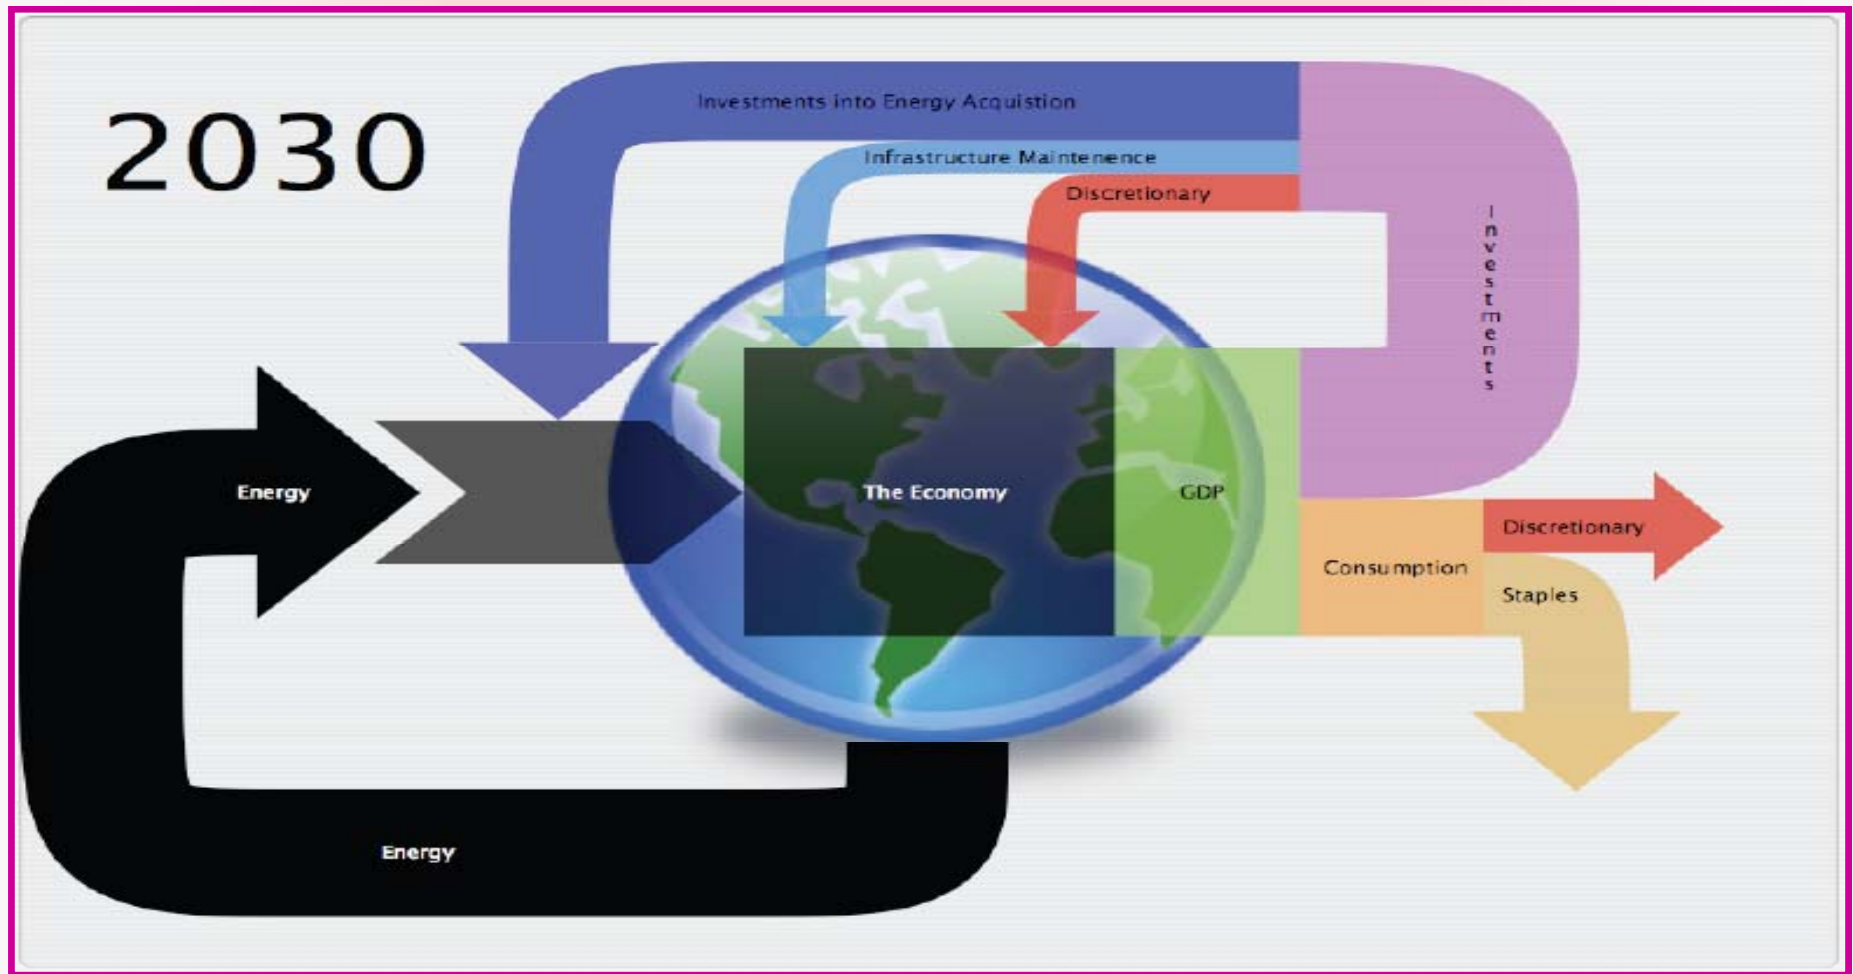 2030
Investments into Energy Acquistion
Infrastructure Maintenence
Discretionary
Investments
Energy
The Economy
GDP
Discretionary
Consumption
Staples
Energy